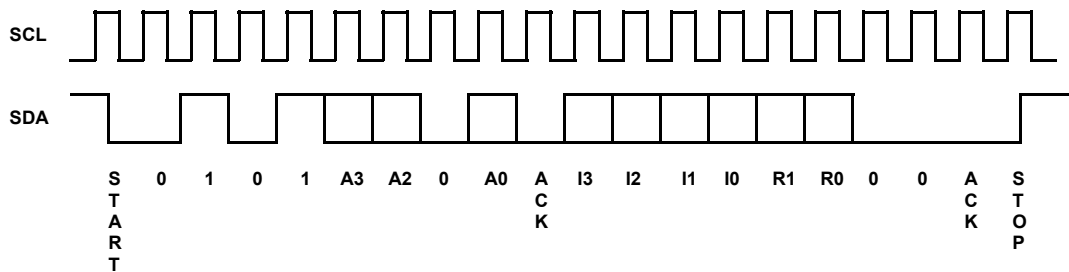 SCL
SDA
START 0 1 0 1 A3 A2 0 A0 ACK I3 I2 I1 I0 R1 R0 0 0 ACK STOP